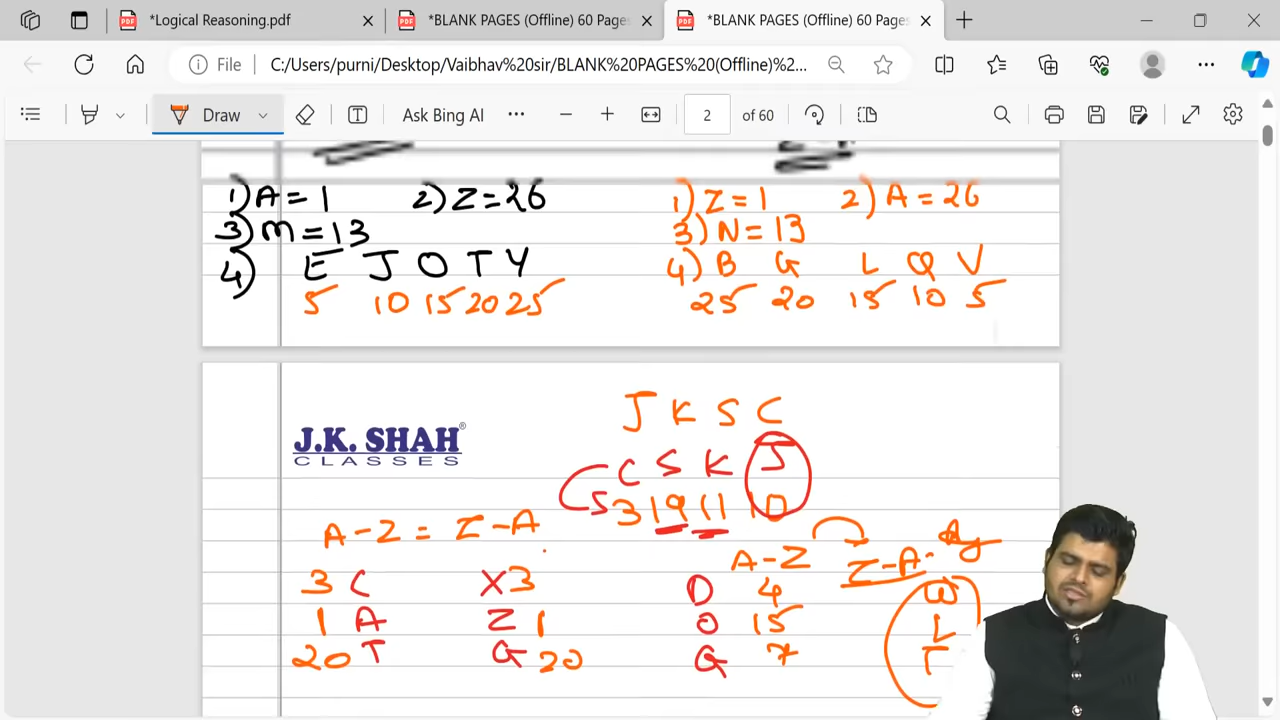 *Logical Reasoning.pdf
*BLANK PAGES (Offline) 60 Page
*BLANK PAGES (Offline) 60 Pages
File C:/Users/purni/Desktop/Vaibhav%20sir/BLANK%20PAGES%20(Offline)%2...
Draw Ask Bing AI ... 2 of 60
1) A = 1 2) Z = 26
3) M = 13
4) E J O T Y
5 10 15 20 25
1) Z = 1 2) A = 26
3) N = 13
4) B G L Q V
25 20 15 10 5
J.K. SHAH®
CLASSES
J K S C
C S K J
3 19 11 10
A-Z = Z-A
3 C X 3
1 A Z 1
20 T G 20
A-Z Z-A
D 4 W
O 15 L
G 7 T